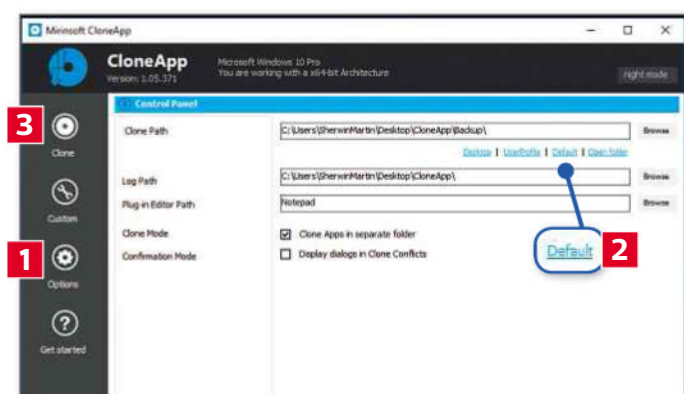 Mirinsoft CloneApp
CloneApp
Version: 1.05.371
Microsoft Windows 10 Pro
You are working with a x64-bit Architecture
right mode
Control Panel
3
Clone
Clone Path
C:\Users\SherwinMartin\Desktop\CloneApp\Backup\
Browse
Desktop | UserProfile | Default | Open folder
Log Path
C:\Users\SherwinMartin\Desktop\CloneApp\
Browse
Custom
Plug-in Editor Path
Notepad
Browse
Clone Mode
Clone Apps in separate folder
1
Options
Confirmation Mode
Display dialogs in Clone Conflicts
Default
2
Get started